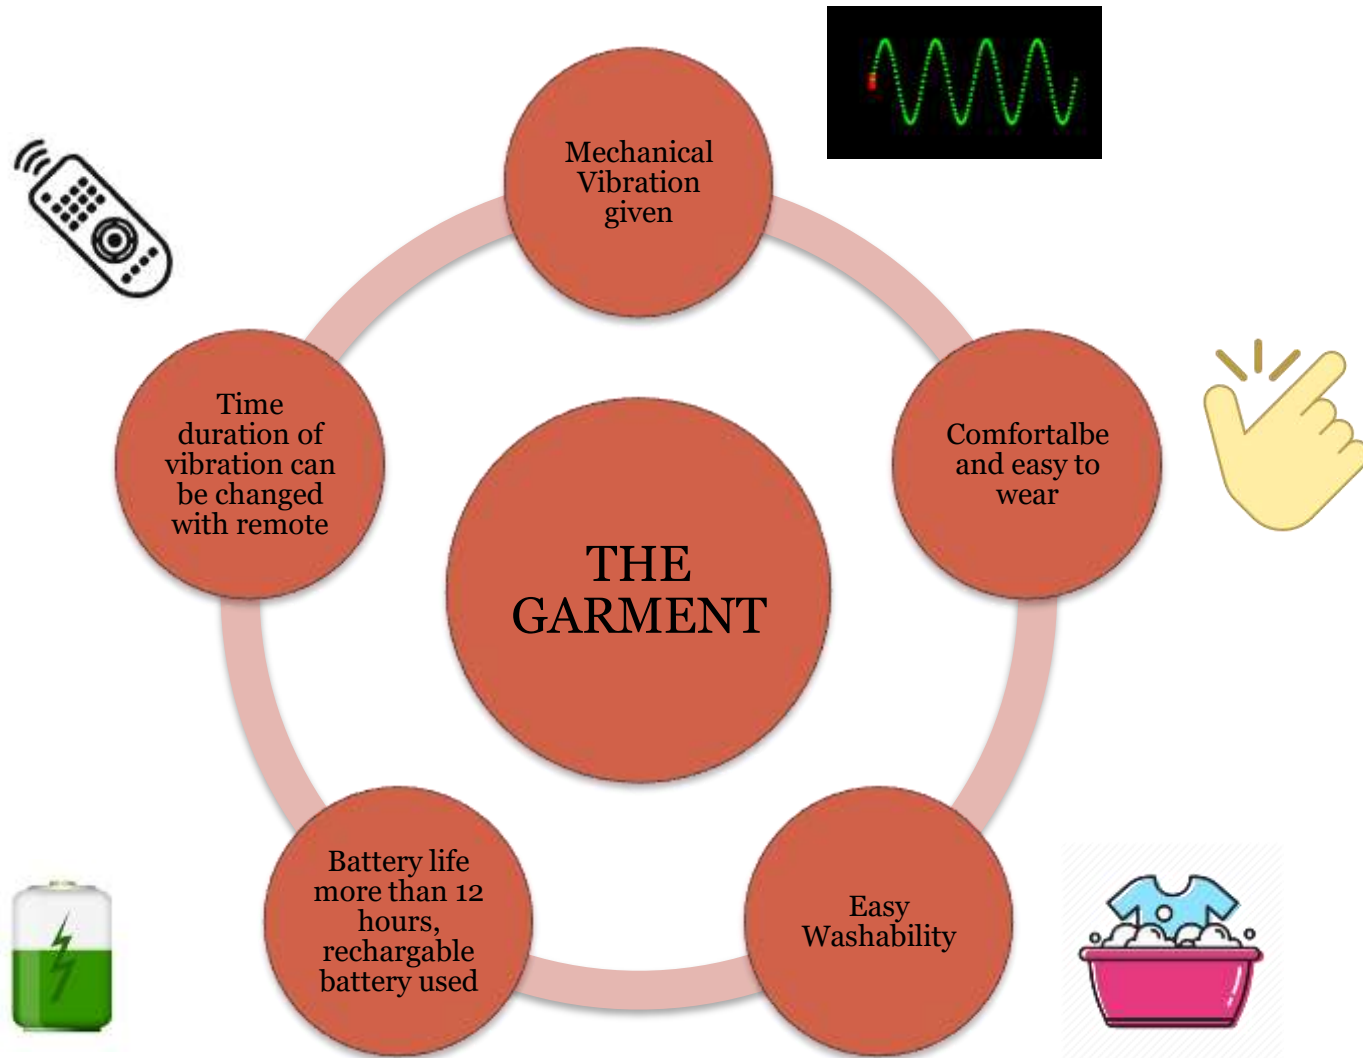 Mechanical
Vibration
given
Comfortalbe
and easy to
wear
Easy
Washability
Battery life
more than 12
hours,
rechargable
battery used
Time
duration of
vibration can
be changed
with remote
THE
GARMENT